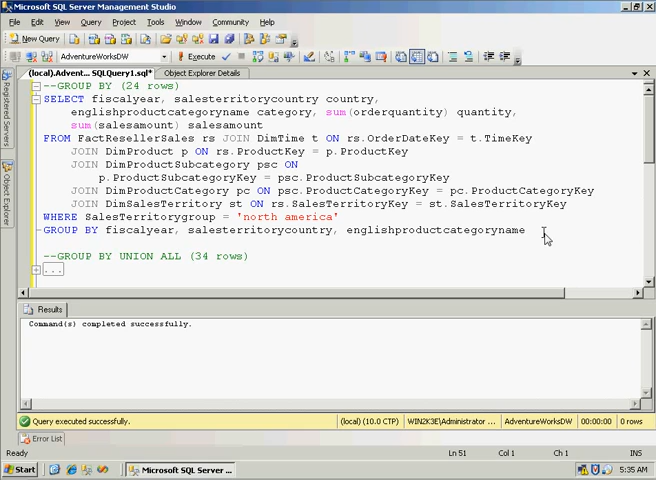 Microsoft SQL Server Management Studio
File Edit View Query Project Tools Window Community Help
New Query
AdventureWorksDW Execute
(local).Advent... SQLQuery1.sql* Object Explorer Details
Registered Servers
Object Explorer
--GROUP BY (24 rows)
SELECT fiscalyear, salesterritorycountry country,
englishproductcategoryname category, sum(orderquantity) quantity,
sum(salesamount) salesamount
FROM FactResellerSales rs JOIN DimTime t ON rs.OrderDateKey = t.TimeKey
JOIN DimProduct p ON rs.ProductKey = p.ProductKey
JOIN DimProductSubcategory psc ON
p.ProductSubcategoryKey = psc.ProductSubcategoryKey
JOIN DimProductCategory pc ON psc.ProductCategoryKey = pc.ProductCategoryKey
JOIN DimSalesTerritory st ON rs.SalesTerritoryKey = st.SalesTerritoryKey
WHERE SalesTerritorygroup = 'north america'
GROUP BY fiscalyear, salesterritorycountry, englishproductcategoryname
--GROUP BY UNION ALL (34 rows)
...
Results
Command(s) completed successfully.
Query executed successfully. (local) (10.0 CTP) WIN2K3E\Administrator ... AdventureWorksDW 00:00:00 0 rows
Error List
Ready Ln 51 Col 1 Ch 1 INS
Start Microsoft SQL Server ... 5:35 AM